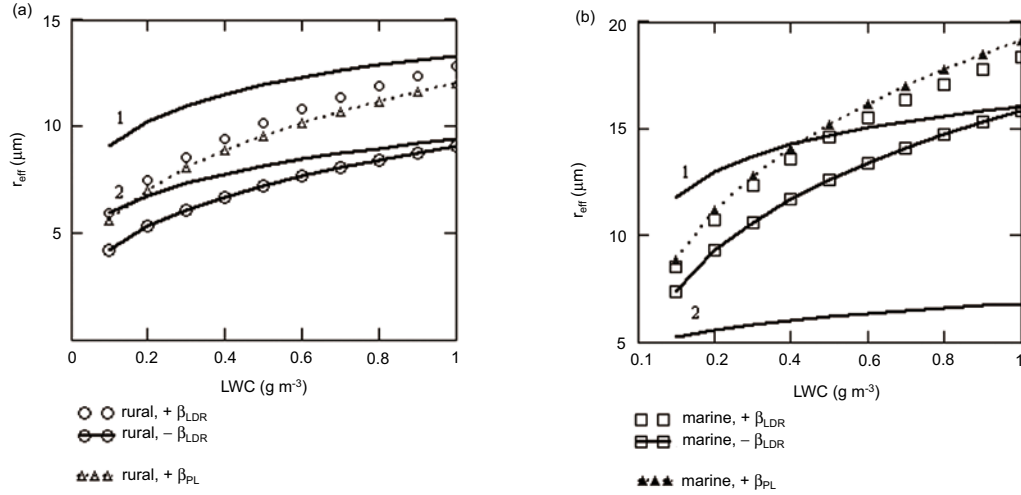 (a)
15
10
5
0
0
0.2
0.4
0.6
0.8
1
1
2
r_eff (μm)
LWC (g m⁻³)
rural, + β_LDR
rural, − β_LDR
rural, + β_PL
(b)
20
15
10
5
0.1
0.2
0.4
0.6
0.8
1
1
2
r_eff (μm)
LWC (g m⁻³)
marine, + β_LDR
marine, − β_LDR
marine, + β_PL